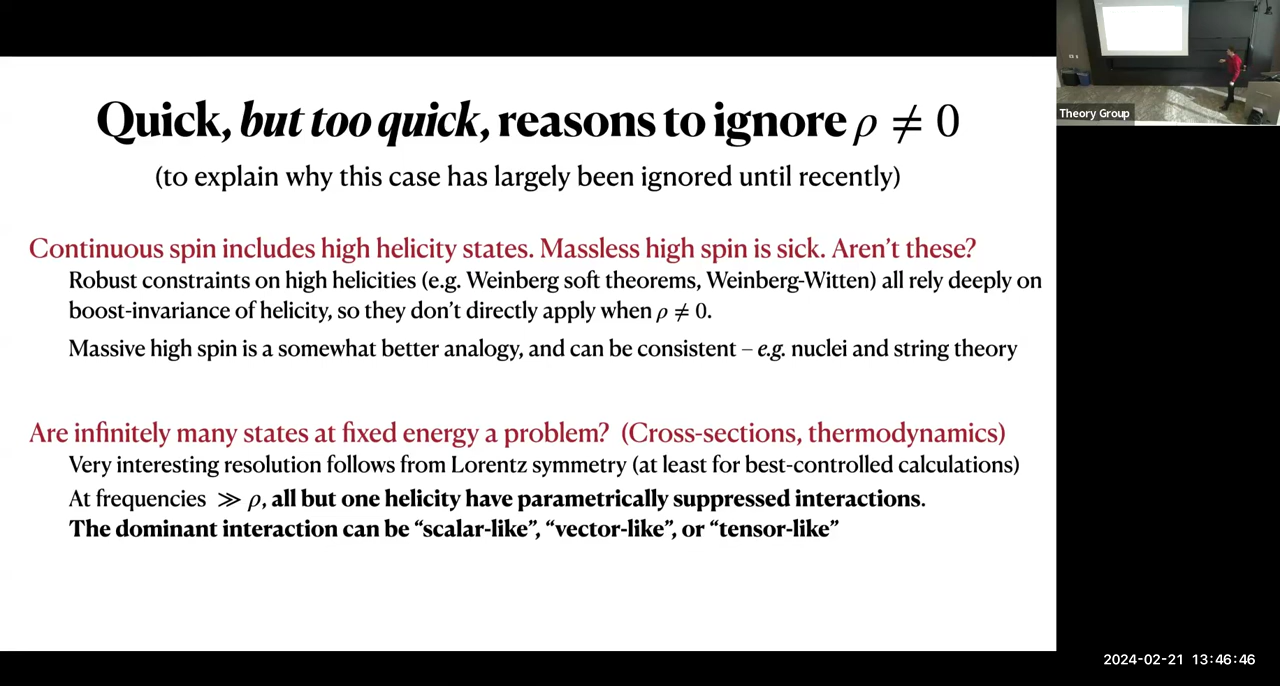 Quick, but too quick, reasons to ignore ρ ≠ 0
(to explain why this case has largely been ignored until recently)
Continuous spin includes high helicity states. Massless high spin is sick. Aren't these?
Robust constraints on high helicities (e.g. Weinberg soft theorems, Weinberg-Witten) all rely deeply on
boost-invariance of helicity, so they don't directly apply when ρ ≠ 0.
Massive high spin is a somewhat better analogy, and can be consistent – e.g. nuclei and string theory
Are infinitely many states at fixed energy a problem? (Cross-sections, thermodynamics)
Very interesting resolution follows from Lorentz symmetry (at least for best-controlled calculations)
At frequencies ≫ ρ, all but one helicity have parametrically suppressed interactions.
The dominant interaction can be “scalar-like”, “vector-like”, or “tensor-like”
Theory Group
2024-02-21 13:46:46